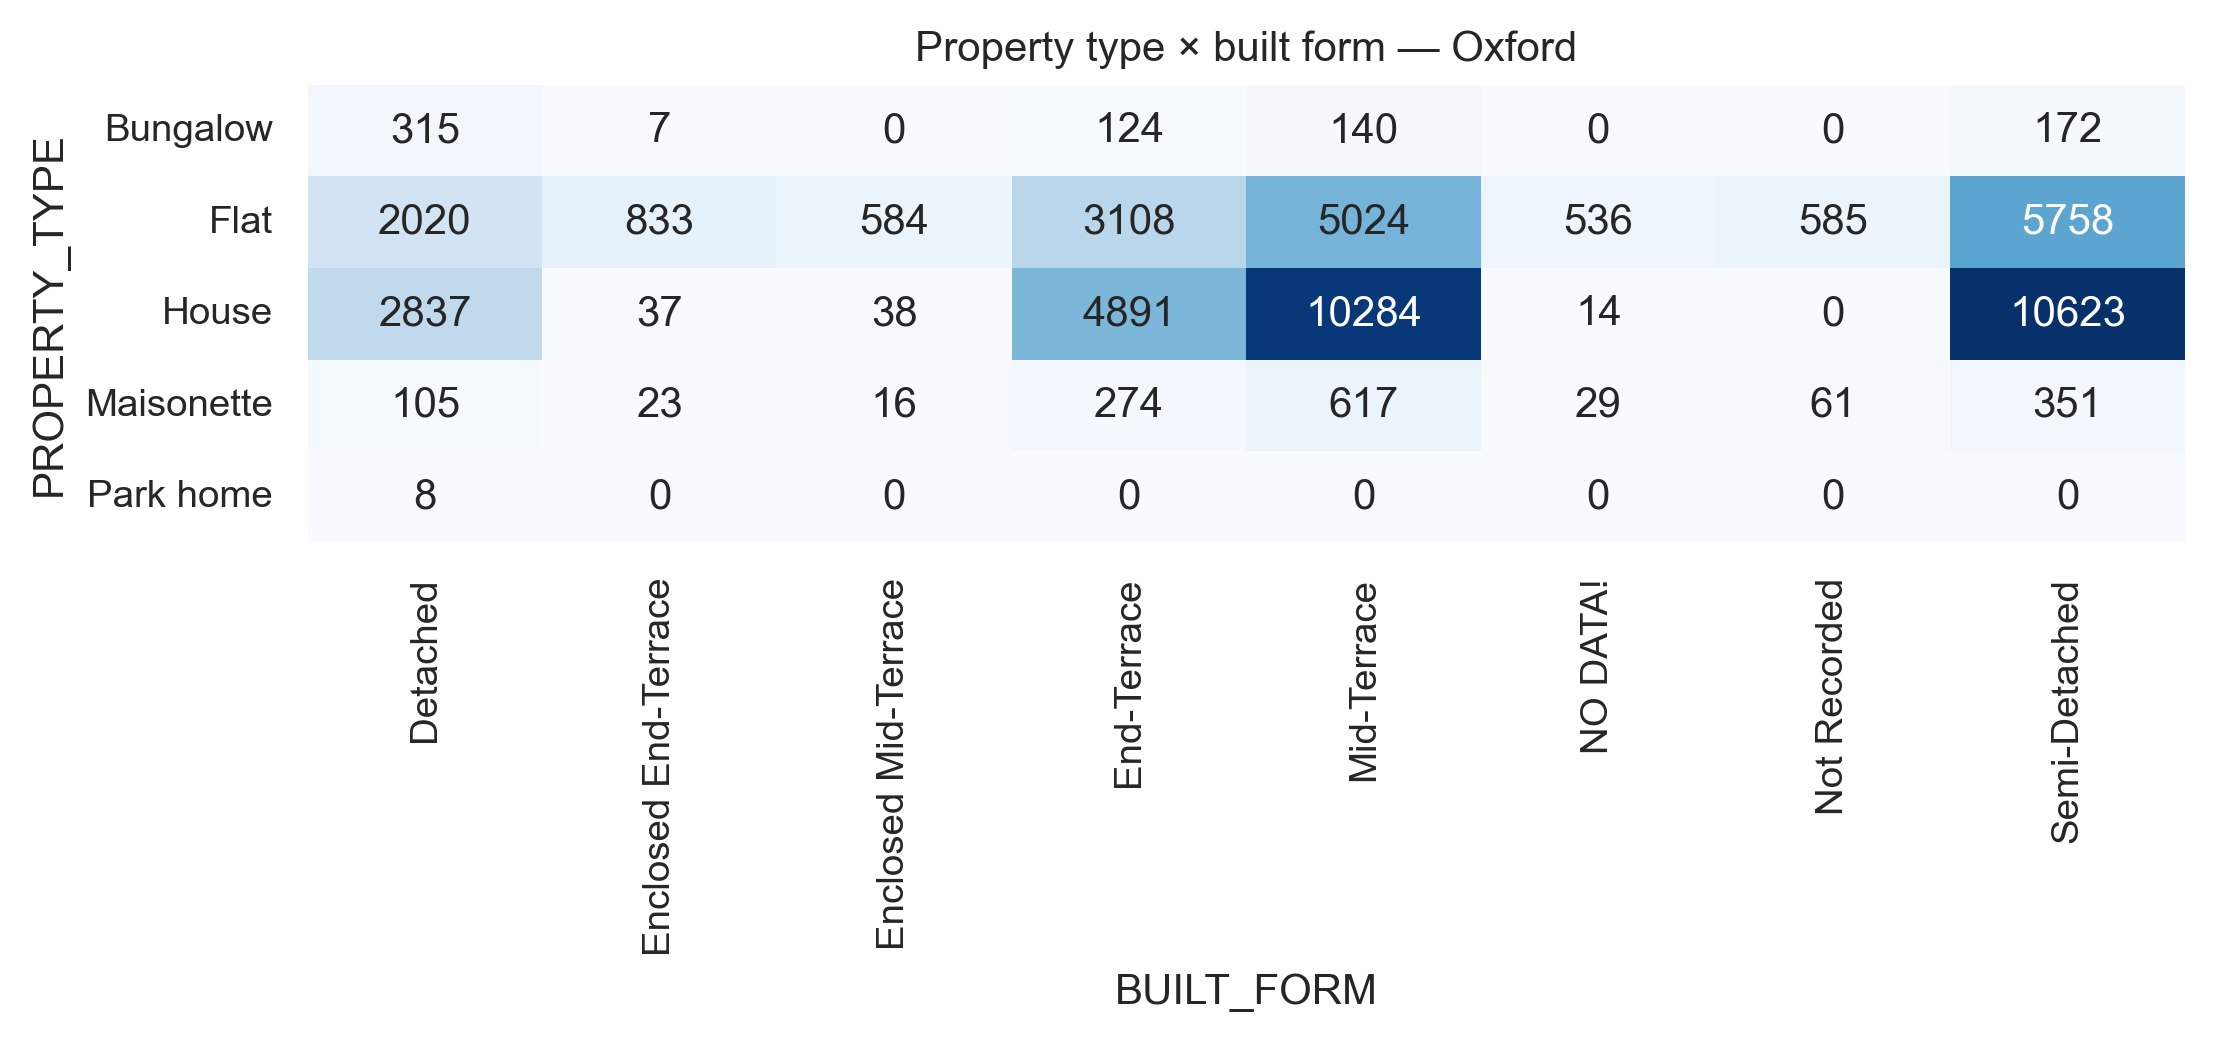 Property type × built form — Oxford
PROPERTY_TYPE
Bungalow 315 7 0 124 140 0 0 172
Flat 2020 833 584 3108 5024 536 585 5758
House 2837 37 38 4891 10284 14 0 10623
Maisonette 105 23 16 274 617 29 61 351
Park home 8 0 0 0 0 0 0 0
Detached
Enclosed End-Terrace
Enclosed Mid-Terrace
End-Terrace
Mid-Terrace
NO DATA!
Not Recorded
Semi-Detached
BUILT_FORM